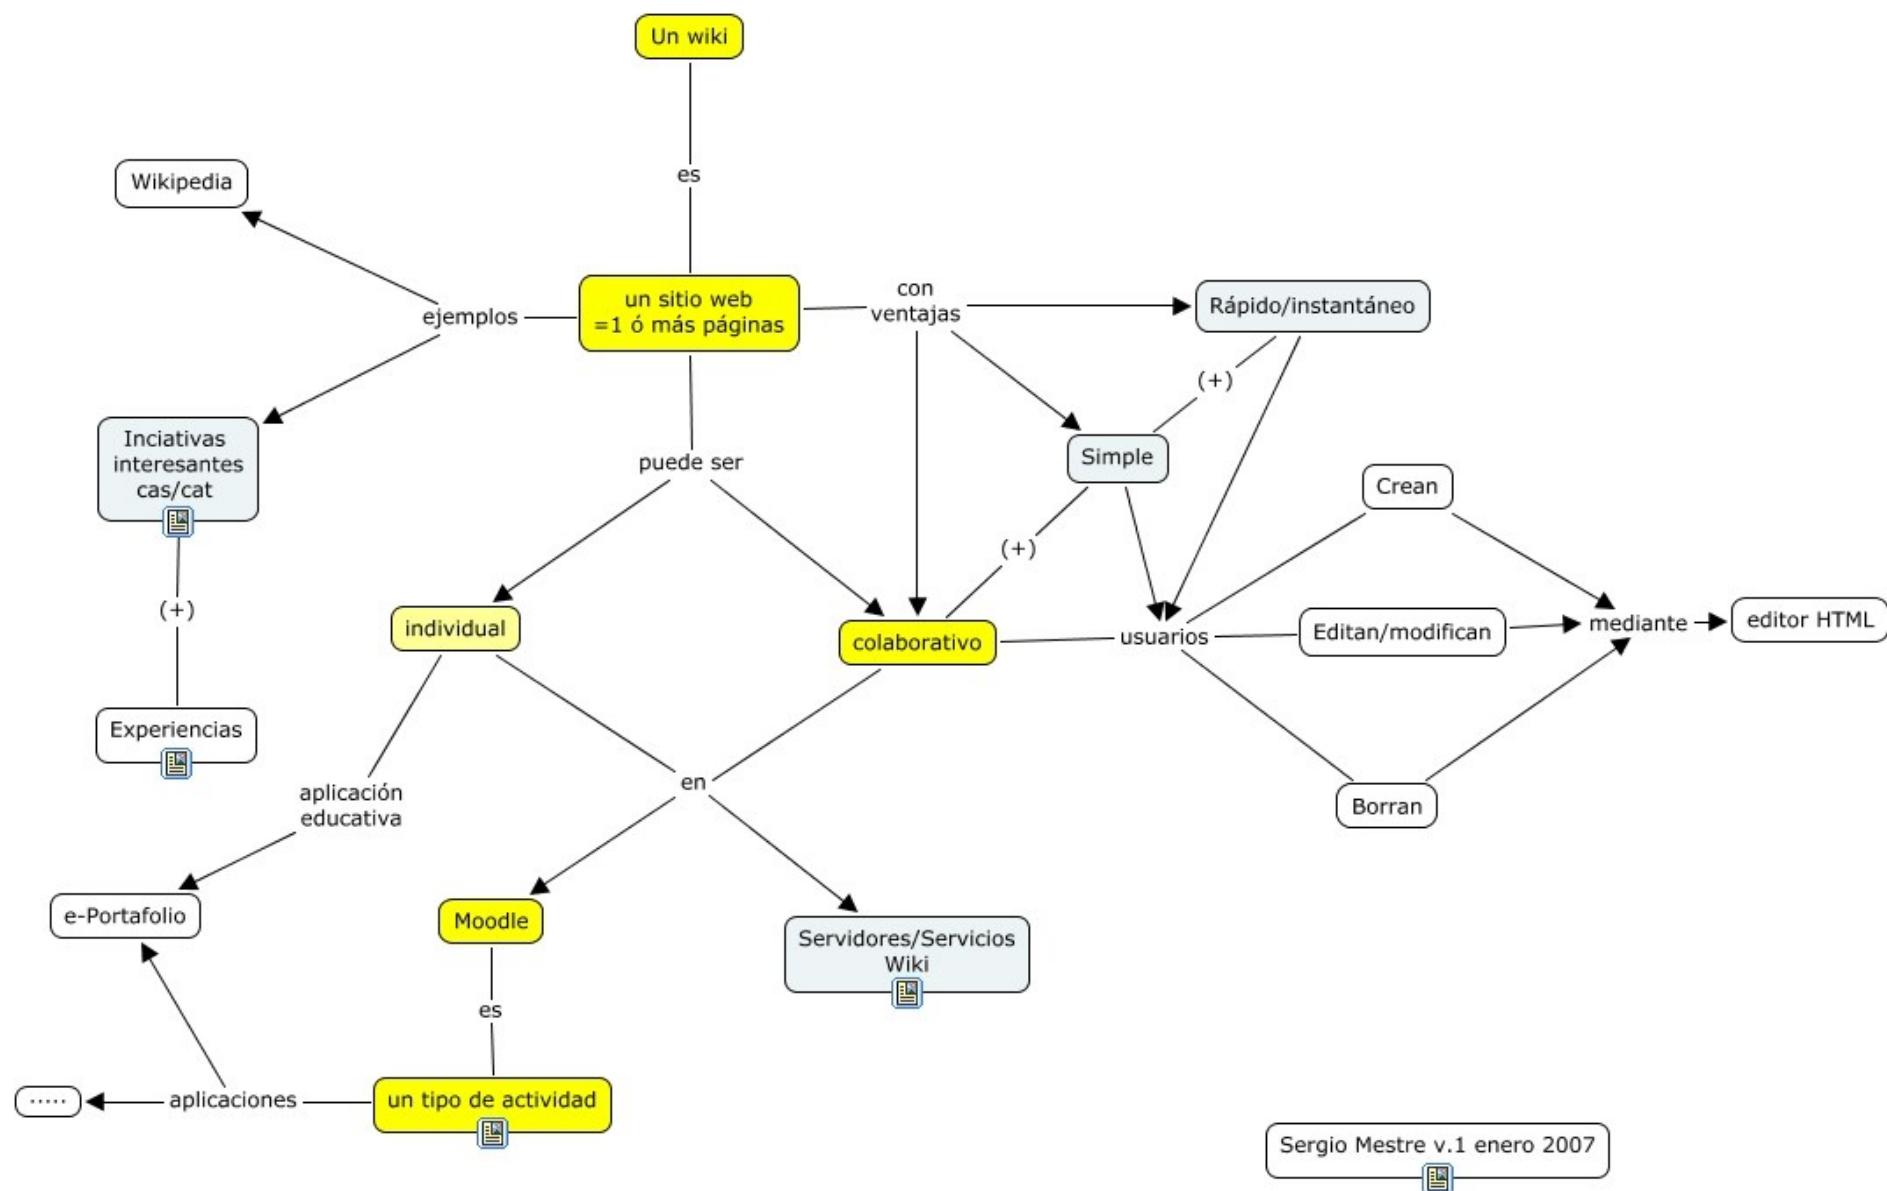 Un wiki
es
Wikipedia
ejemplos
un sitio web
=1 ó más páginas
con
ventajas
Rápido/instantáneo
(+)
Inciativas
interesantes
cas/cat
puede ser
Simple
Crean
(+)
(+)
individual
colaborativo
usuarios
Editan/modifican
mediante
editor HTML
Experiencias
aplicación
educativa
en
Borran
e-Portafolio
Moodle
Servidores/Servicios
Wiki
es
.....
aplicaciones
un tipo de actividad
Sergio Mestre v.1 enero 2007